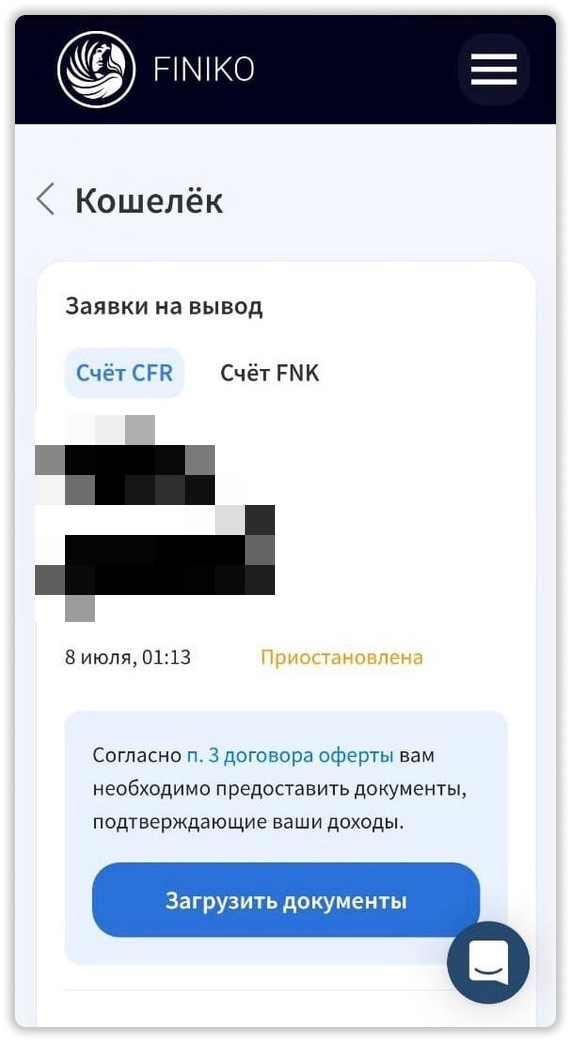 FINIKO
Кошелёк
Заявки на вывод
Счёт CFR Счёт FNK
8 июля, 01:13 Приостановлена
Согласно п. 3 договора оферты вам
необходимо предоставить документы,
подтверждающие ваши доходы.
Загрузить документы